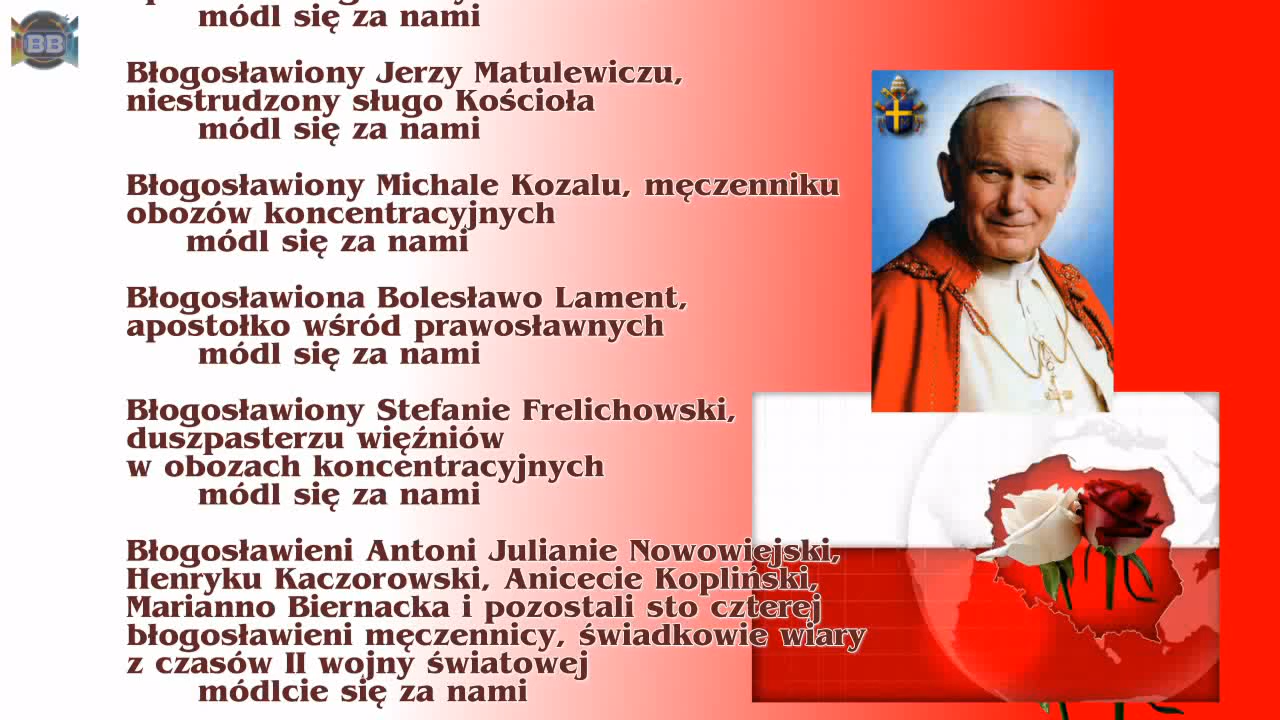 BB
módl się za nami
Błogosławiony Jerzy Matulewiczu,
niestrudzony sługo Kościoła
módl się za nami
Błogosławiony Michale Kozalu, męczenniku
obozów koncentracyjnych
módl się za nami
Błogosławiona Bolesławo Lament,
apostołko wśród prawosławnych
módl się za nami
Błogosławiony Stefanie Frelichowski,
duszpasterzu więźniów
w obozach koncentracyjnych
módl się za nami
Błogosławieni Antoni Julianie Nowowiejski,
Henryku Kaczorowski, Anicecie Kopliński,
Marianno Biernacka i pozostali sto czterej
błogosławieni męczennicy, świadkowie wiary
z czasów II wojny światowej
módlcie się za nami